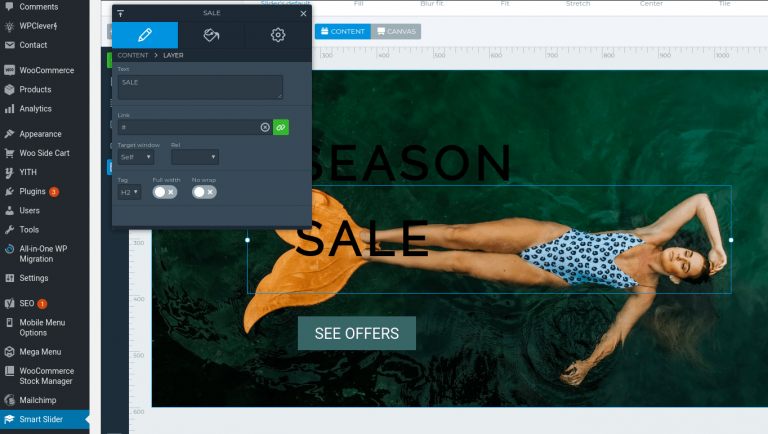 Comments
WPClever
Contact
WooCommerce
Products
Analytics
Appearance
Woo Side Cart
YITH
Plugins 3
Users
Tools
All-in-One WP
Migration
Settings
SEO 1
Mobile Menu
Options
Mega Menu
WooCommerce
Stock Manager
Mailchimp
Smart Slider
SALE
CONTENT > LAYER
Text
SALE
Link
#
Target window Rel
Self
Tag Full width No wrap
H2
Slider's default Fill Blur fit Fit Stretch Center Tile
CONTENT CANVAS
300 400 500 600 700 800 900 1000
300
400
500
600
SEASON
SALE
SEE OFFERS